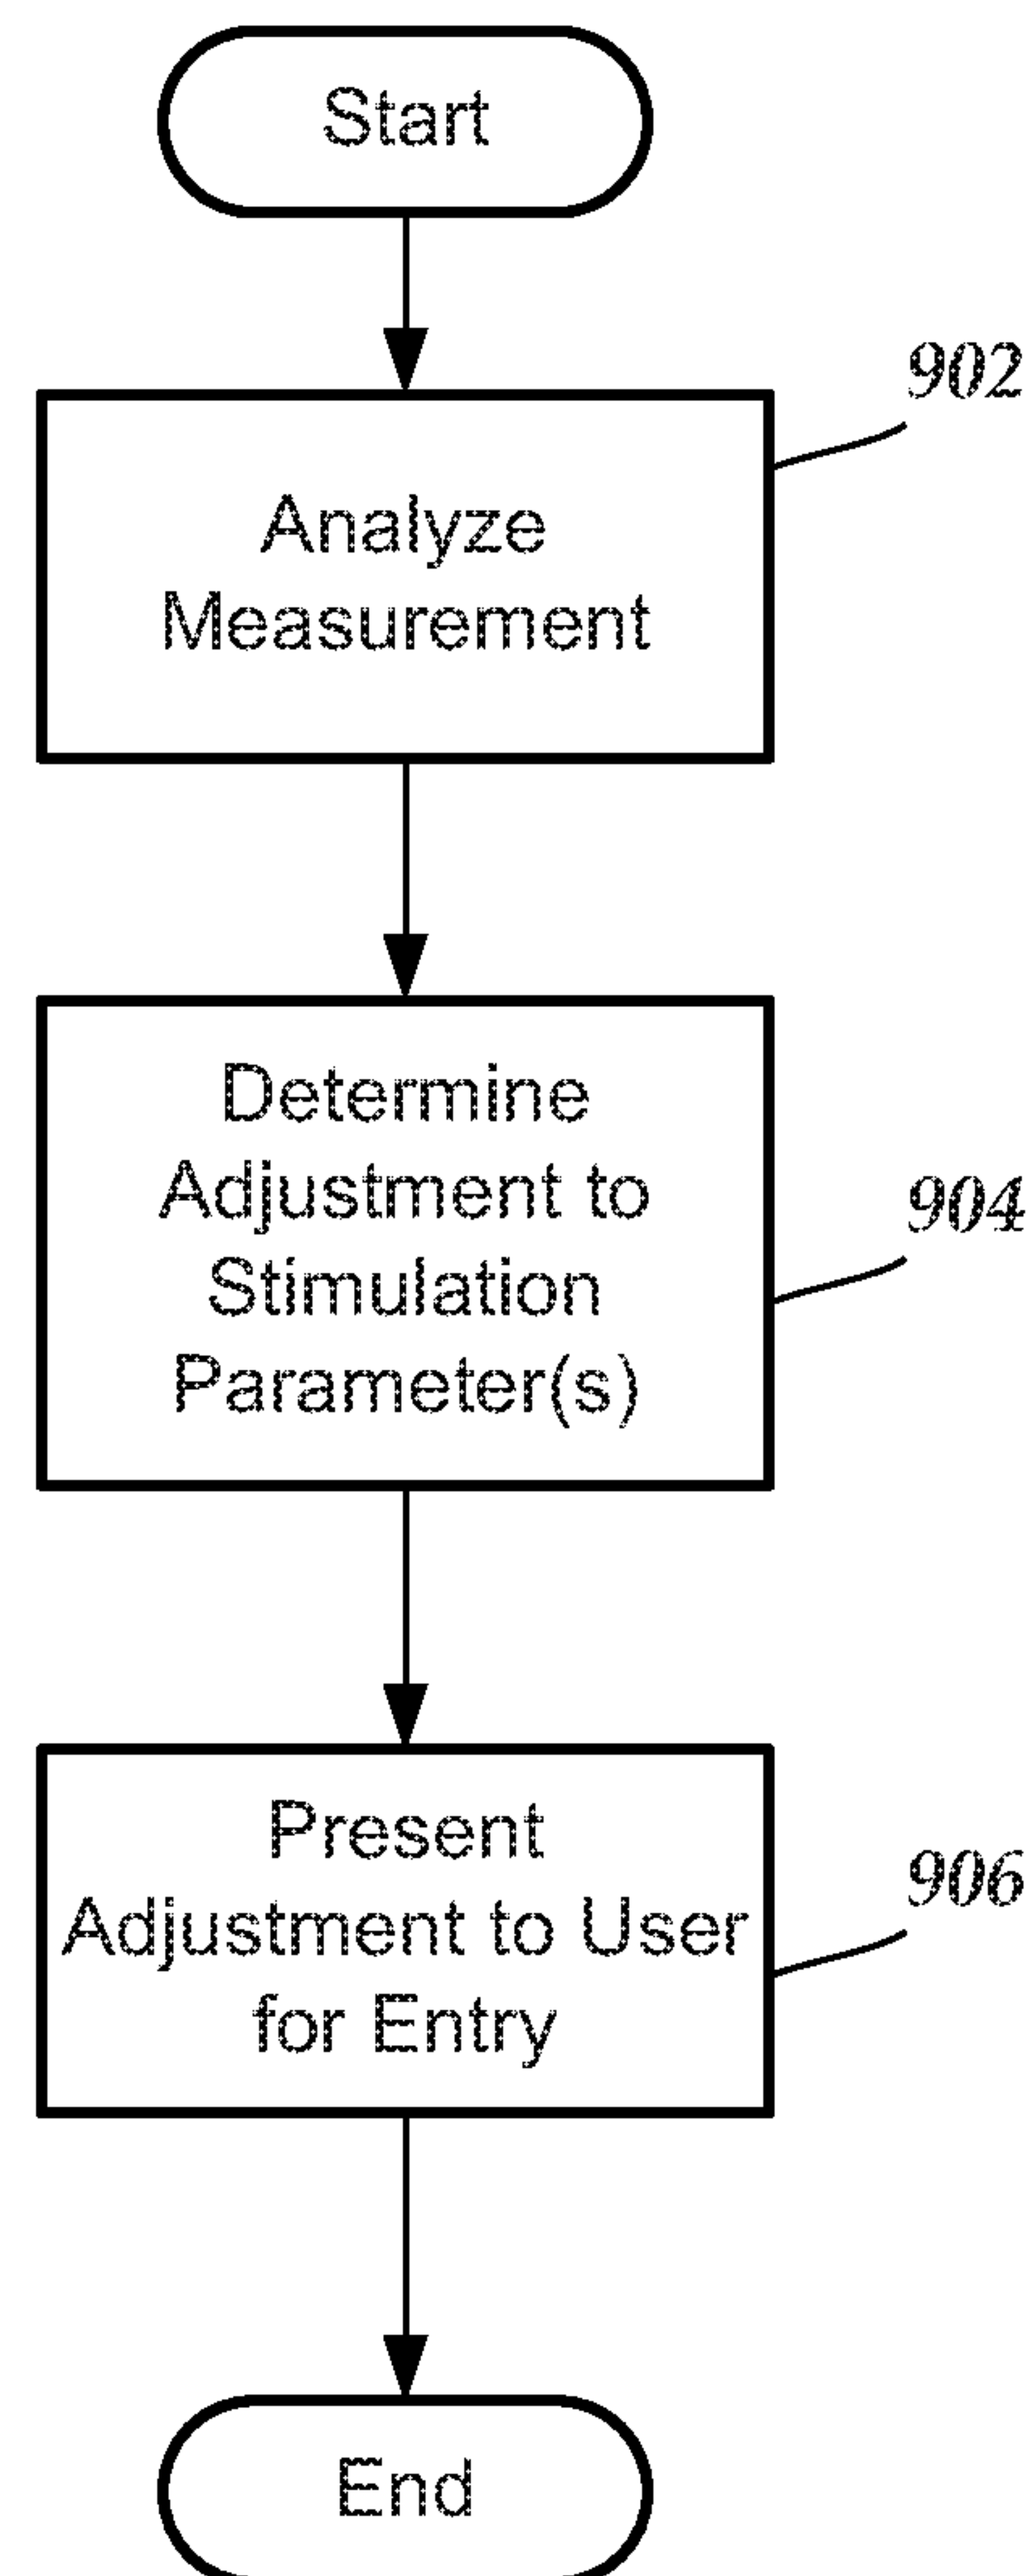 Start
902
Analyze
Measurement
Determine
Adjustment to
904
Stimulation
Parameter(s)
Present
906
Adjustment to User
for Entry
End